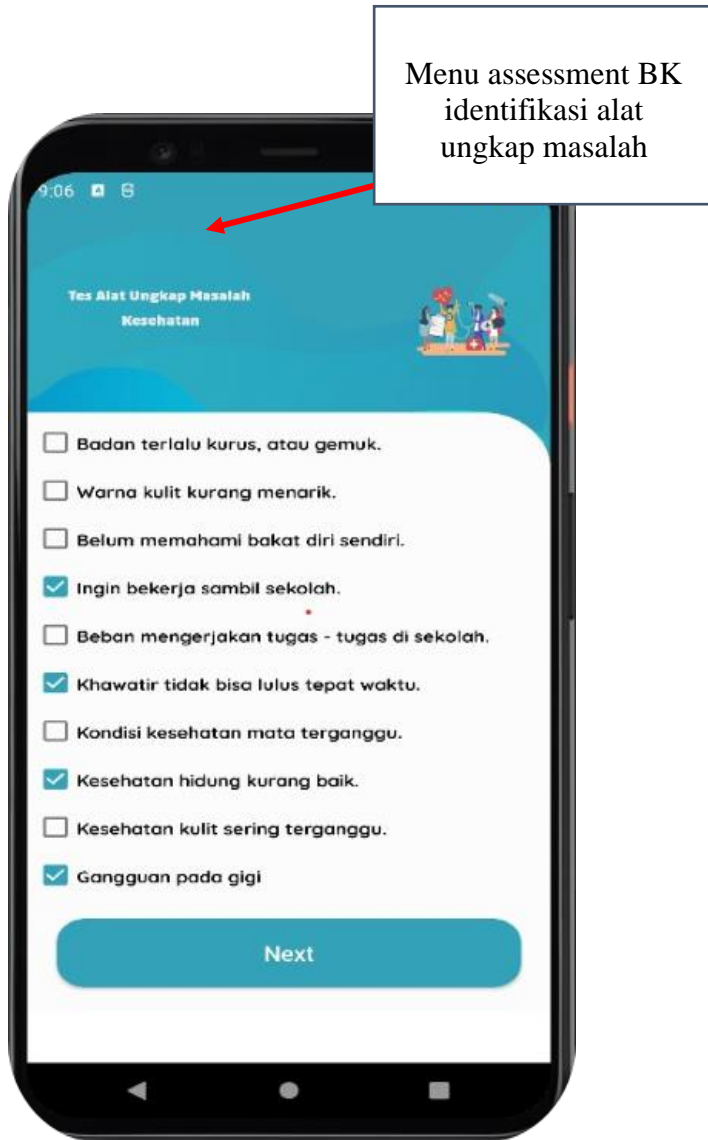 Menu assessment BK
identifikasi alat
ungkap masalah
9:06
Tes Alat Ungkap Masalah
Kesehatan
Badan terlalu kurus, atau gemuk.
Warna kulit kurang menarik.
Belum memahami bakat diri sendiri.
Ingin bekerja sambil sekolah.
Beban mengerjakan tugas - tugas di sekolah.
Khawatir tidak bisa lulus tepat waktu.
Kondisi kesehatan mata terganggu.
Kesehatan hidung kurang baik.
Kesehatan kulit sering terganggu.
Gangguan pada gigi
Next